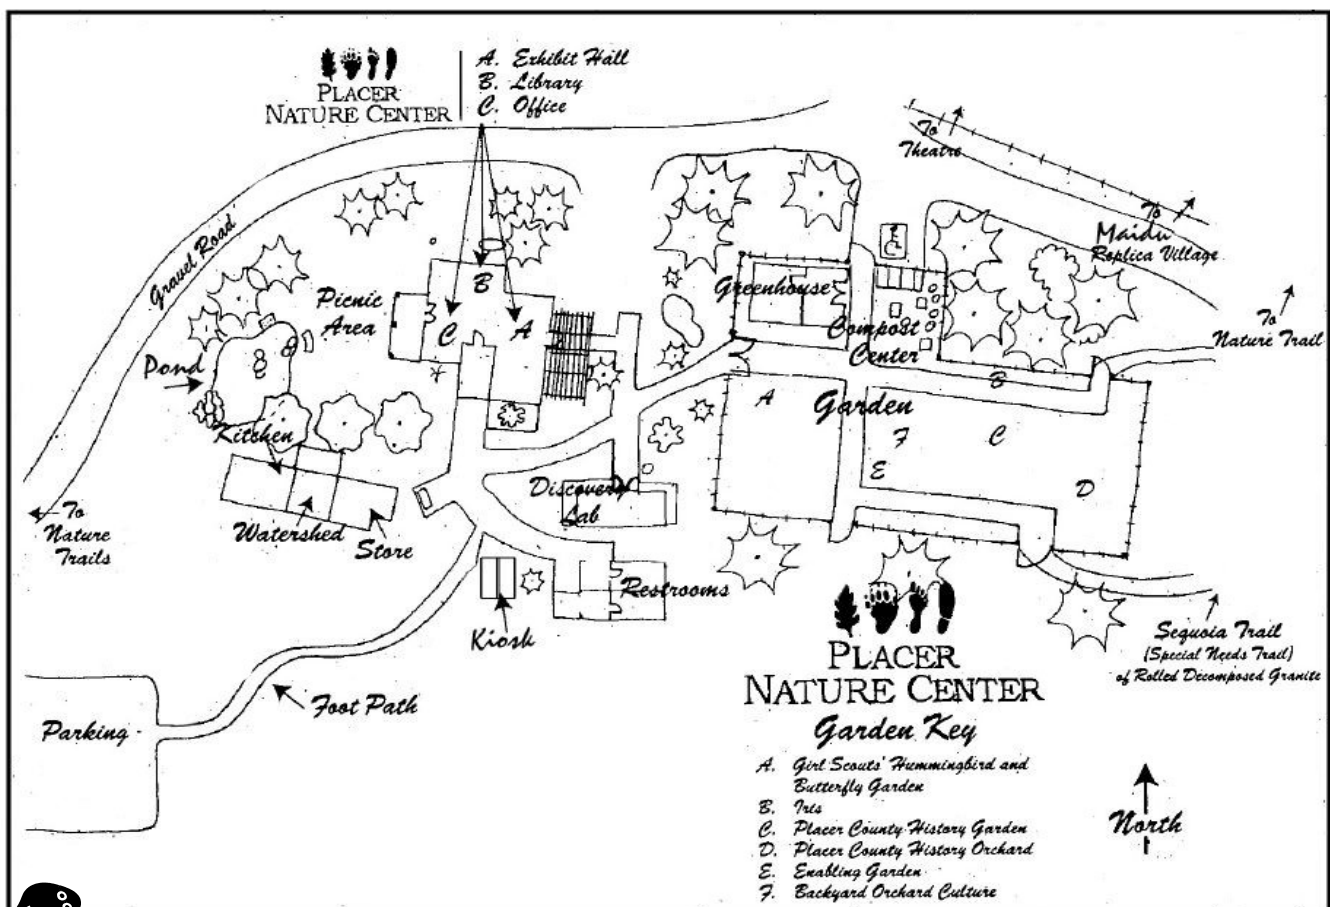 PLACER
NATURE CENTER
A. Exhibit Hall
B. Library
C. Office
To
Theatre
To
Maidu
Replica Village
Gravel Road
Picnic
Area
B
C
A
Greenhouse
Compost
Center
To
Nature Trail
Pond
Kitchen
A
Garden
B
F
C
E
D
To
Nature
Trails
Watershed
Store
Discovery
Lab
Kiosk
Restrooms
Sequoia Trail
(Special Needs Trail)
of Rolled Decomposed Granite
Foot Path
Parking
PLACER
NATURE CENTER
Garden Key
A. Girl Scouts' Hummingbird and
Butterfly Garden
B. Iris
C. Placer County History Garden
D. Placer County History Orchard
E. Enabling Garden
F. Backyard Orchard Culture
North